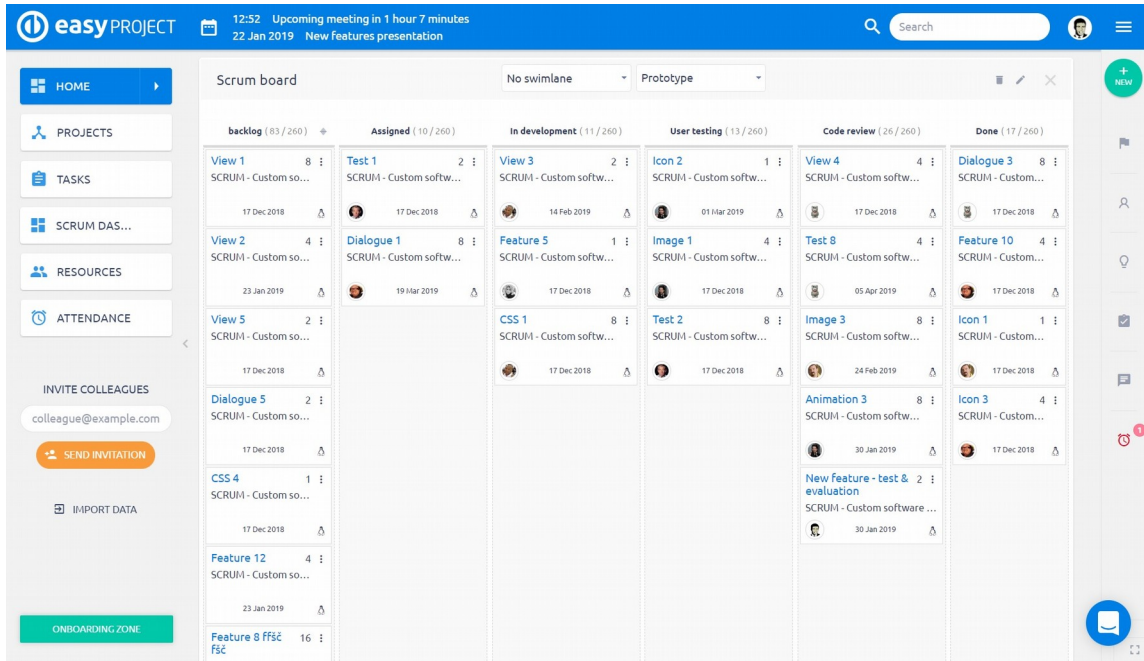 easy PROJECT
12:52 Upcoming meeting in 1 hour 7 minutes
22 Jan 2019 New features presentation
Search
HOME
PROJECTS
TASKS
SCRUM DAS...
RESOURCES
ATTENDANCE
INVITE COLLEAGUES
colleague@example.com
SEND INVITATION
IMPORT DATA
ONBOARDING ZONE
Scrum board
No swimlane
Prototype
backlog (83/260)
View 1 8
SCRUM - Custom so...
17 Dec 2018
View 2 4
SCRUM - Custom so...
23 Jan 2019
View 5 2
SCRUM - Custom so...
17 Dec 2018
Dialogue 5 2
SCRUM - Custom so...
17 Dec 2018
CSS 4 1
SCRUM - Custom so...
17 Dec 2018
Feature 12 4
SCRUM - Custom so...
23 Jan 2019
Feature 8 ffšč 16
fšč
Assigned (10/260)
Test 1 2
SCRUM - Custom softw...
17 Dec 2018
Dialogue 1 8
SCRUM - Custom softw...
19 Mar 2019
In development (11/260)
View 3 2
SCRUM - Custom softw...
14 Feb 2019
Feature 5 1
SCRUM - Custom softw...
17 Dec 2018
CSS 1 8
SCRUM - Custom softw...
17 Dec 2018
User testing (13/260)
Icon 2 1
SCRUM - Custom softw...
01 Mar 2019
Image 1 4
SCRUM - Custom softw...
17 Dec 2018
Test 2 8
SCRUM - Custom softw...
17 Dec 2018
Code review (26/260)
View 4 4
SCRUM - Custom softw...
17 Dec 2018
Test 8 4
SCRUM - Custom softw...
05 Apr 2019
Image 3 8
SCRUM - Custom softw...
24 Feb 2019
Animation 3 8
SCRUM - Custom softw...
30 Jan 2019
New feature - test & 2
evaluation
SCRUM - Custom software ...
30 Jan 2019
Done (17/260)
Dialogue 3 8
SCRUM - Custom...
17 Dec 2018
Feature 10 4
SCRUM - Custom...
17 Dec 2018
Icon 1 1
SCRUM - Custom...
17 Dec 2018
Icon 3 4
SCRUM - Custom...
17 Dec 2018
+
NEW
1